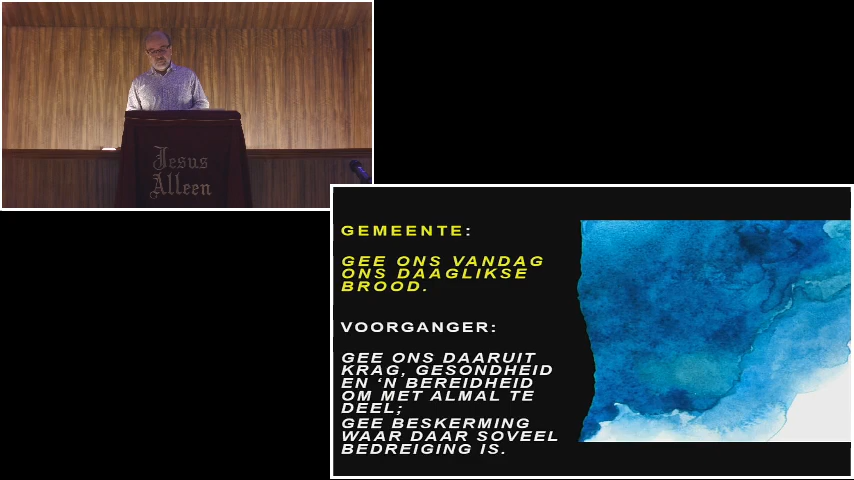 Jesus
Alleen
GEMEENTE:
GEE ONS VANDAG
ONS DAAGLIKSE
BROOD.
VOORGANGER:
GEE ONS DAARUIT
KRAG, GESONDHEID
EN ‘N BEREIDHEID
OM MET ALMAL TE
DEEL;
GEE BESKERMING
WAAR DAAR SOVEEL
BEDREIGING IS.